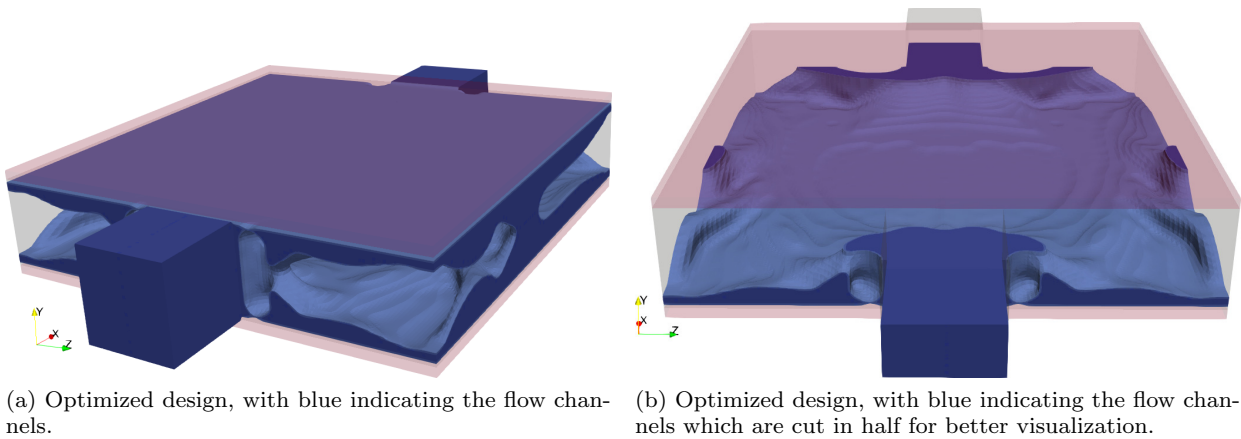 Y
X
Z
Y
X
Z
(a) Optimized design, with blue indicating the flow chan-
nels.
(b) Optimized design, with blue indicating the flow chan-
nels which are cut in half for better visualization.